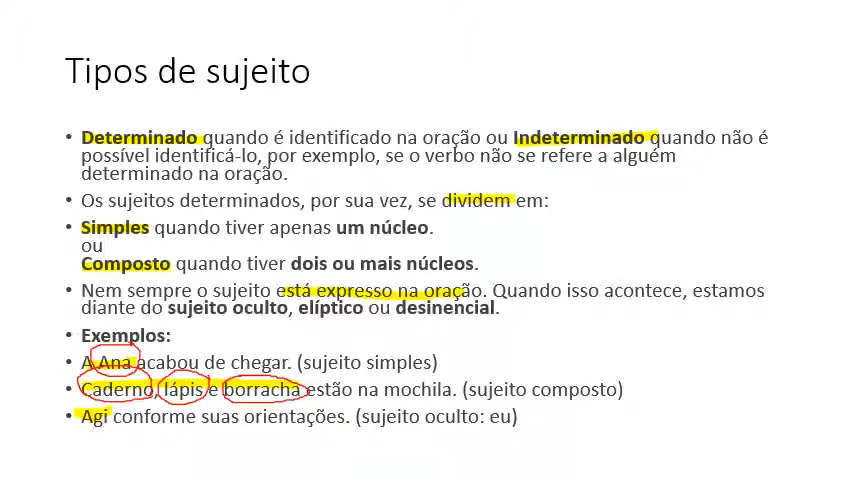 Tipos de sujeito
• Determinado quando é identificado na oração ou Indeterminado quando não é
possível identificá-lo, por exemplo, se o verbo não se refere a alguém
determinado na oração.
• Os sujeitos determinados, por sua vez, se dividem em:
• Simples quando tiver apenas um núcleo.
ou
Composto quando tiver dois ou mais núcleos.
• Nem sempre o sujeito está expresso na oração. Quando isso acontece, estamos
diante do sujeito oculto, elíptico ou desinencial.
• Exemplos:
• A Ana acabou de chegar. (sujeito simples)
• Caderno, lápis e borracha estão na mochila. (sujeito composto)
• Agi conforme suas orientações. (sujeito oculto: eu)